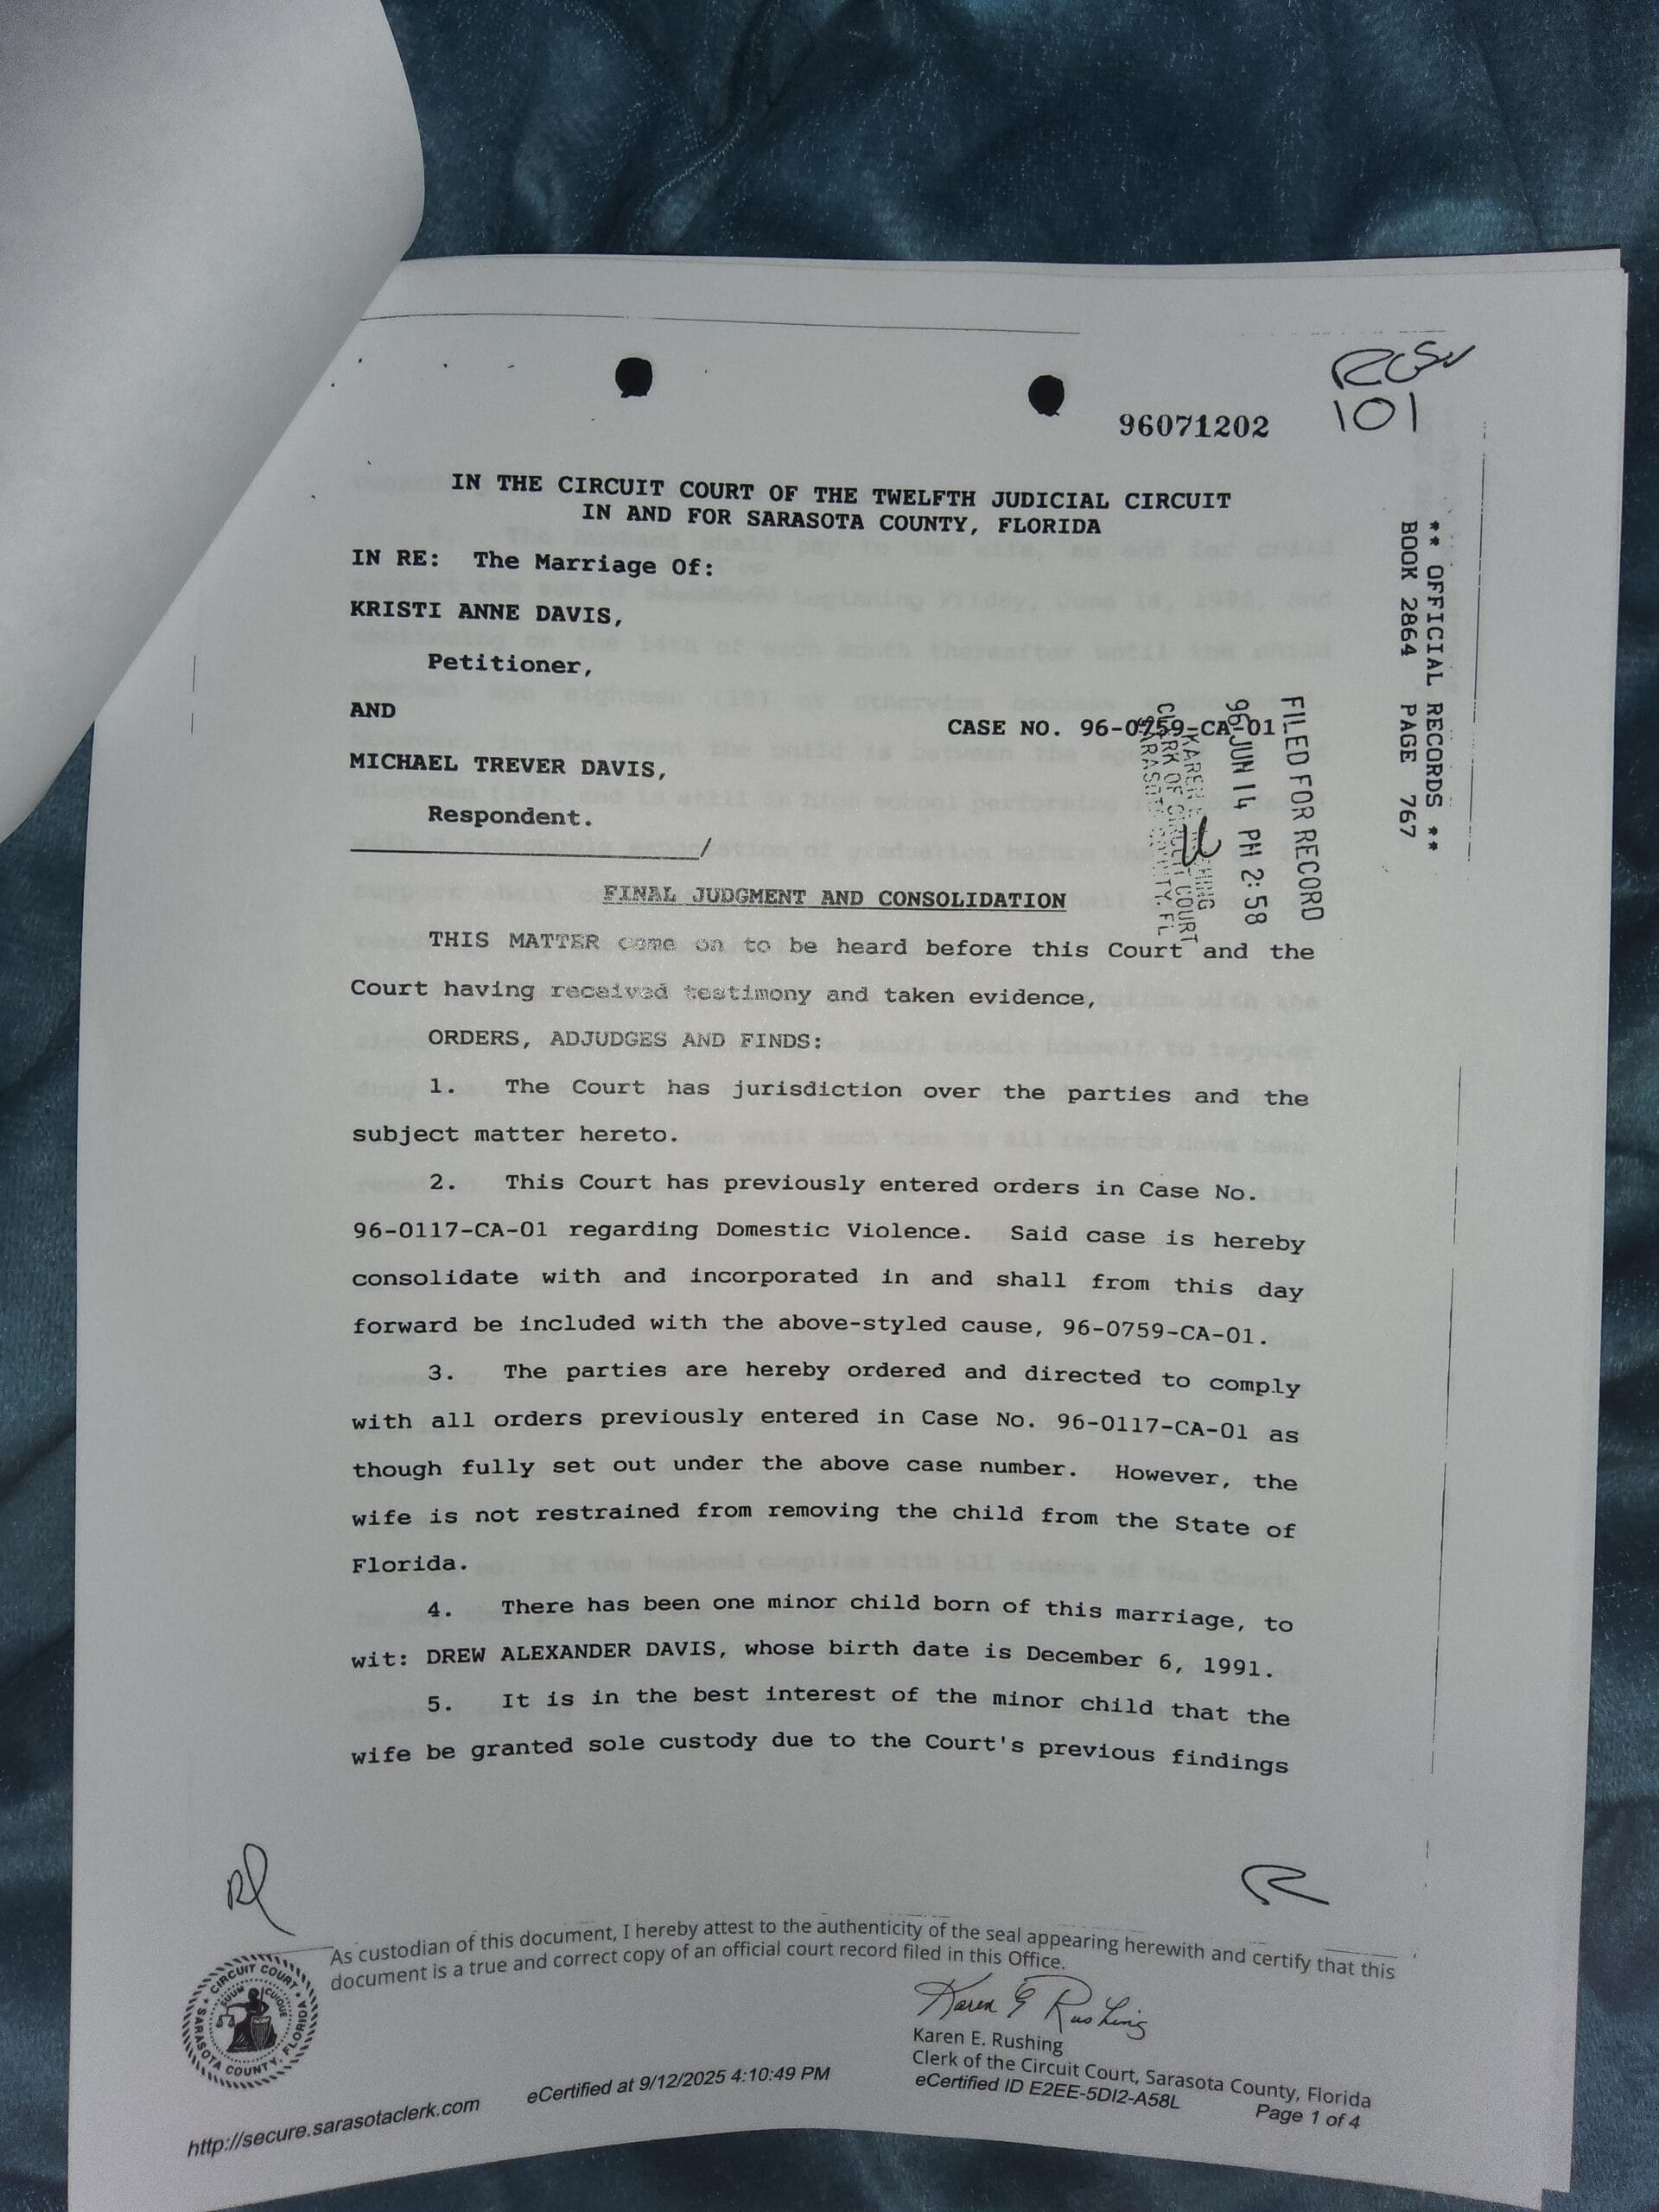 RCSV
101
96071202
** OFFICIAL RECORDS **
BOOK 2864 PAGE 767
IN THE CIRCUIT COURT OF THE TWELFTH JUDICIAL CIRCUIT
IN AND FOR SARASOTA COUNTY, FLORIDA
IN RE: The Marriage Of:
KRISTI ANNE DAVIS,
Petitioner,
AND
CASE NO. 96-0759-CA-01
MICHAEL TREVER DAVIS,
Respondent.
/
FILED FOR RECORD
96 JUN 14 PM 2:58
KAREN E. RUSHING
CLERK OF CIRCUIT COURT
SARASOTA COUNTY, FL
FINAL JUDGMENT AND CONSOLIDATION
THIS MATTER came on to be heard before this Court and the
Court having received testimony and taken evidence,
ORDERS, ADJUDGES AND FINDS:
1. The Court has jurisdiction over the parties and the
subject matter hereto.
2. This Court has previously entered orders in Case No.
96-0117-CA-01 regarding Domestic Violence. Said case is hereby
consolidate with and incorporated in and shall from this day
forward be included with the above-styled cause, 96-0759-CA-01.
3. The parties are hereby ordered and directed to comply
with all orders previously entered in Case No. 96-0117-CA-01 as
though fully set out under the above case number. However, the
wife is not restrained from removing the child from the State of
Florida.
4. There has been one minor child born of this marriage, to
wit: DREW ALEXANDER DAVIS, whose birth date is December 6, 1991.
5. It is in the best interest of the minor child that the
wife be granted sole custody due to the Court's previous findings
As custodian of this document, I hereby attest to the authenticity of the seal appearing herewith and certify that this
document is a true and correct copy of an official court record filed in this Office.
CIRCUIT COURT
SARASOTA COUNTY, FLORIDA
SUUM CUIQUE
Karen E Rushing
Karen E. Rushing
Clerk of the Circuit Court, Sarasota County, Florida
eCertified at 9/12/2025 4:10:49 PM
eCertified ID E2EE-5DI2-A58L
http://secure.sarasotaclerk.com
Page 1 of 4